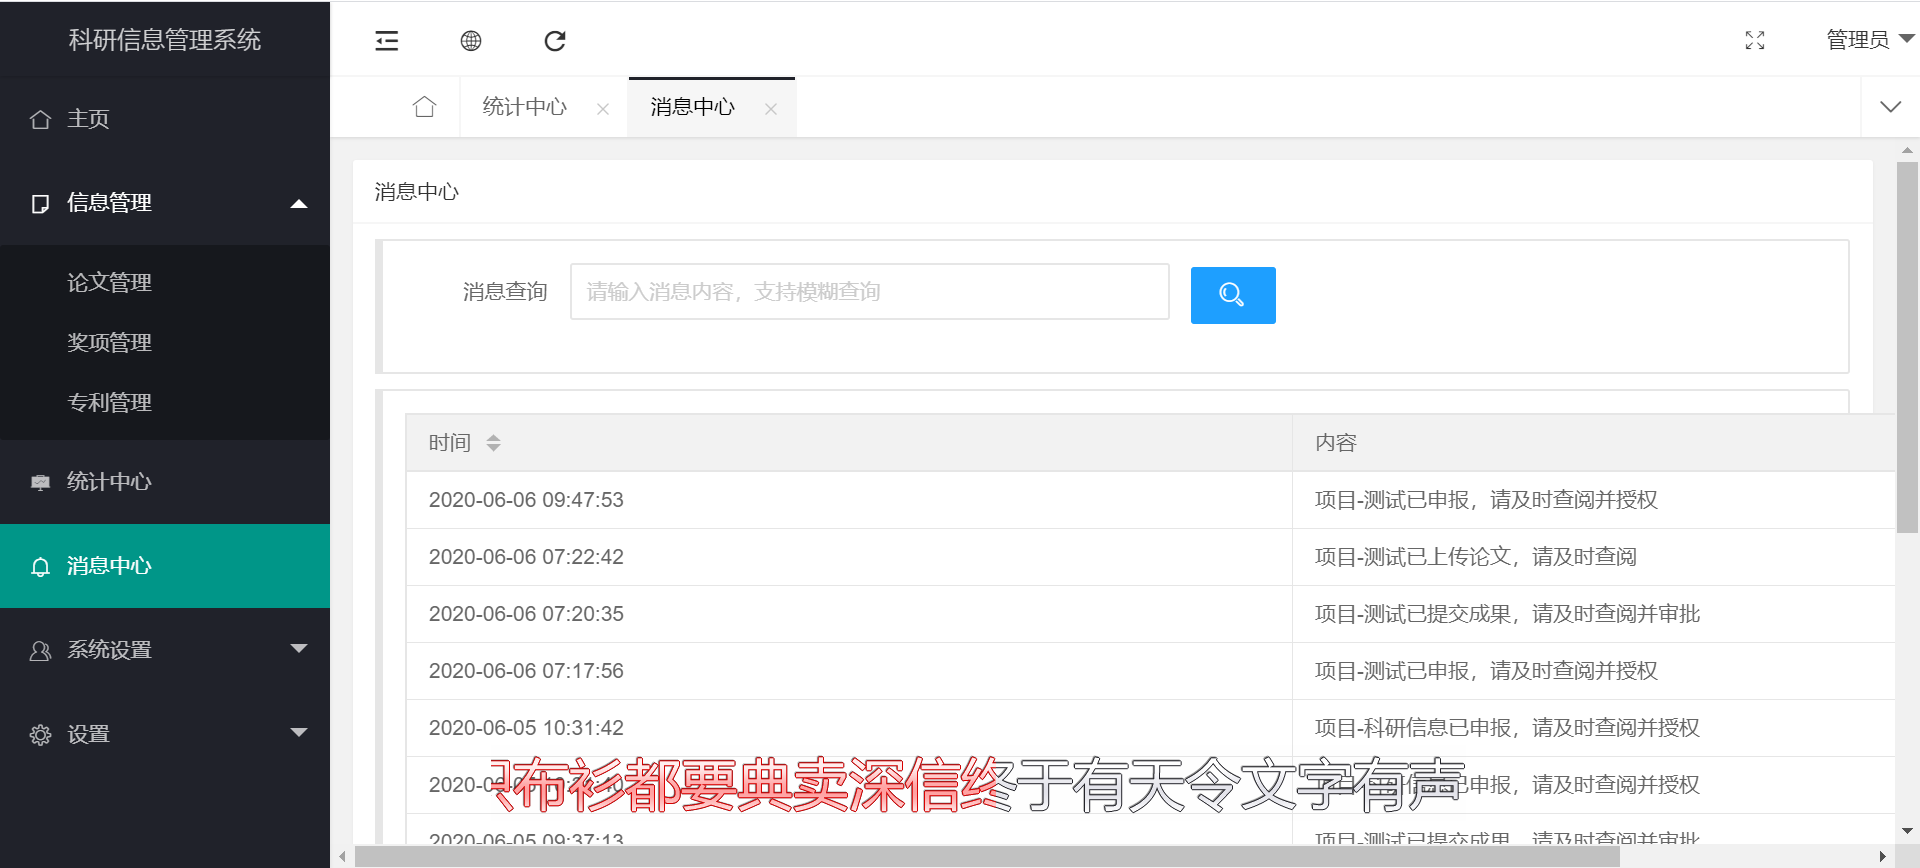 科研信息管理系统
管理员
主页
信息管理
论文管理
奖项管理
专利管理
统计中心
消息中心
系统设置
设置
统计中心
消息中心
消息中心
消息查询
请输入消息内容，支持模糊查询
时间 内容
2020-06-06 09:47:53 项目-测试已申报，请及时查阅并授权
2020-06-06 07:22:42 项目-测试已上传论文，请及时查阅
2020-06-06 07:20:35 项目-测试已提交成果，请及时查阅并审批
2020-06-06 07:17:56 项目-测试已申报，请及时查阅并授权
2020-06-05 10:31:42 项目-科研信息已申报，请及时查阅并授权
申报，请及时查阅并授权
布衫都要典卖深信终于有天令文字有声
2020-06-05 09:37:13 项目-测试已提交成果，请及时查阅并审批